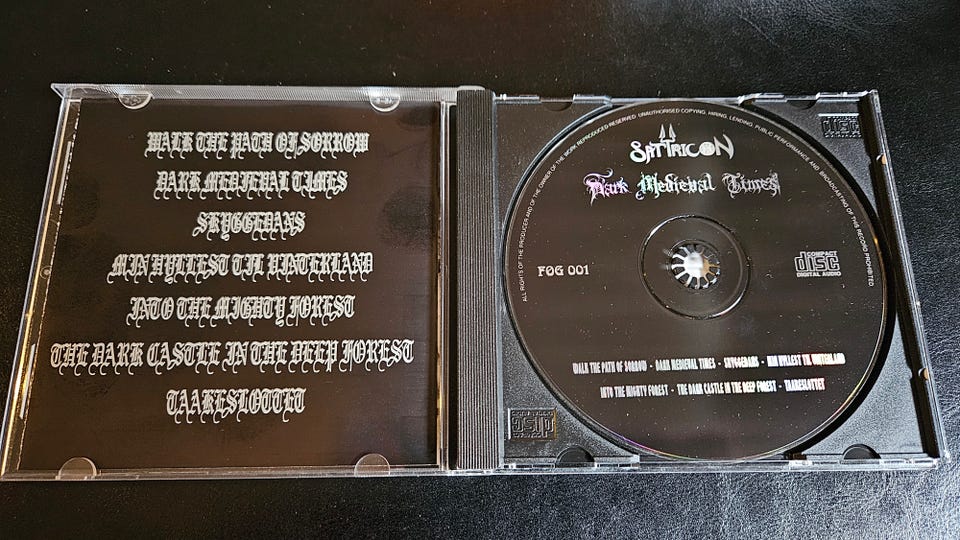 WALK THE PATH OF SORROW
DARK MEDIEVAL TIMES
SKYGGEDANS
MIN HYLLEST TIL VINTERLAND
INTO THE MIGHTY FOREST
THE DARK CASTLE IN THE DEEP FOREST
TAAKESLOTTET
ALL RIGHTS OF THE PRODUCER AND OF THE OWNER OF THE WORK REPRODUCED RESERVED. UNAUTHORISED COPYING, HIRING, LENDING, PUBLIC PERFORMANCE AND BROADCASTING OF THIS RECORD PROHIBITED
SATYRICON
Dark Medieval Times
FOG 001
COMPACT
disc
DIGITAL AUDIO
WALK THE PATH OF SORROW - DARK MEDIEVAL TIMES - SKYGGEDANS - MIN HYLLEST TIL VINTERLAND
INTO THE MIGHTY FOREST - THE DARK CASTLE IN THE DEEP FOREST - TAAKESLOTTET
disc
disc